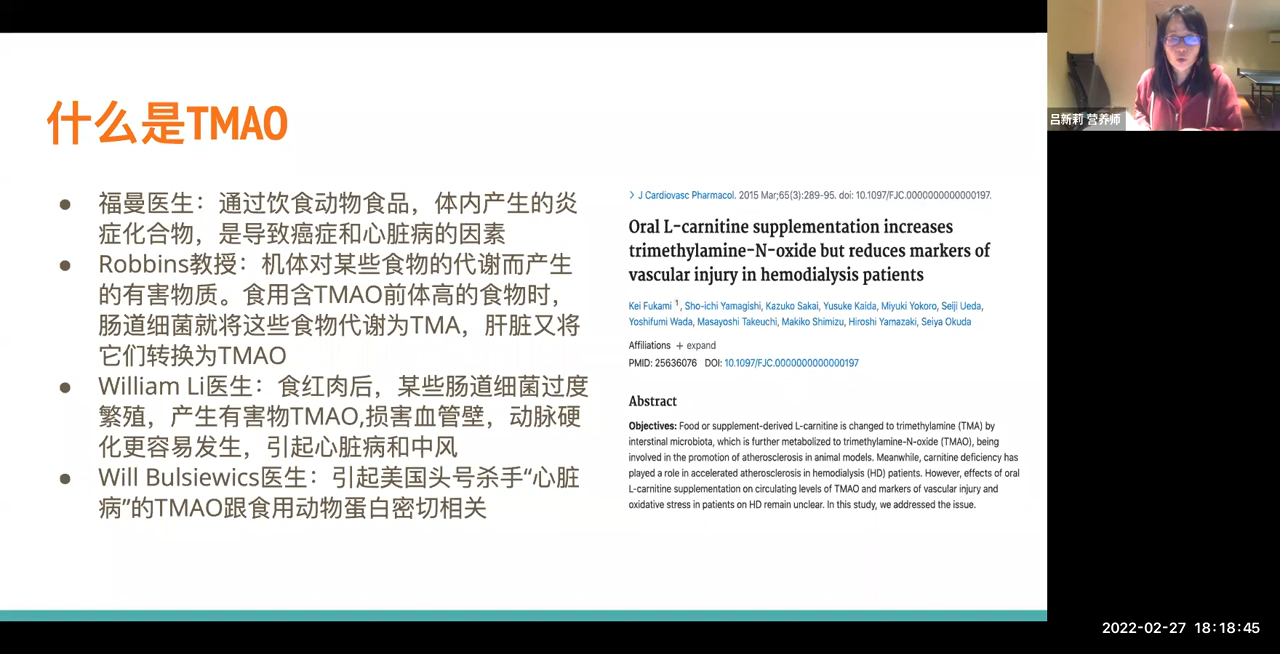 什么是TMAO
● 福曼医生：通过饮食动物食品，体内产生的炎
症化合物，是导致癌症和心脏病的因素
● Robbins教授：机体对某些食物的代谢而产生
的有害物质。食用含TMAO前体高的食物时，
肠道细菌就将这些食物代谢为TMA，肝脏又将
它们转换为TMAO
● William Li医生：食红肉后，某些肠道细菌过度
繁殖，产生有害物TMAO,损害血管壁，动脉硬
化更容易发生，引起心脏病和中风
● Will Bulsiewics医生：引起美国头号杀手“心脏
病”的TMAO跟食用动物蛋白密切相关
> J Cardiovasc Pharmacol. 2015 Mar;65(3):289-95. doi: 10.1097/FJC.0000000000000197.
Oral L-carnitine supplementation increases
trimethylamine-N-oxide but reduces markers of
vascular injury in hemodialysis patients
Kei Fukami 1, Sho-ichi Yamagishi, Kazuko Sakai, Yusuke Kaida, Miyuki Yokoro, Seiji Ueda,
Yoshifumi Wada, Masayoshi Takeuchi, Makiko Shimizu, Hiroshi Yamazaki, Seiya Okuda
Affiliations + expand
PMID: 25636076 DOI: 10.1097/FJC.0000000000000197
Abstract
Objectives: Food or supplement-derived L-carnitine is changed to trimethylamine (TMA) by
interstinal microbiota, which is further metabolized to trimethylamine-N-oxide (TMAO), being
involved in the promotion of atherosclerosis in animal models. Meanwhile, carnitine deficiency has
played a role in accelerated atherosclerosis in hemodialysis (HD) patients. However, effects of oral
L-carnitine supplementation on circulating levels of TMAO and markers of vascular injury and
oxidative stress in patients on HD remain unclear. In this study, we addressed the issue.
吕新莉 营养师
2022-02-27 18:18:45